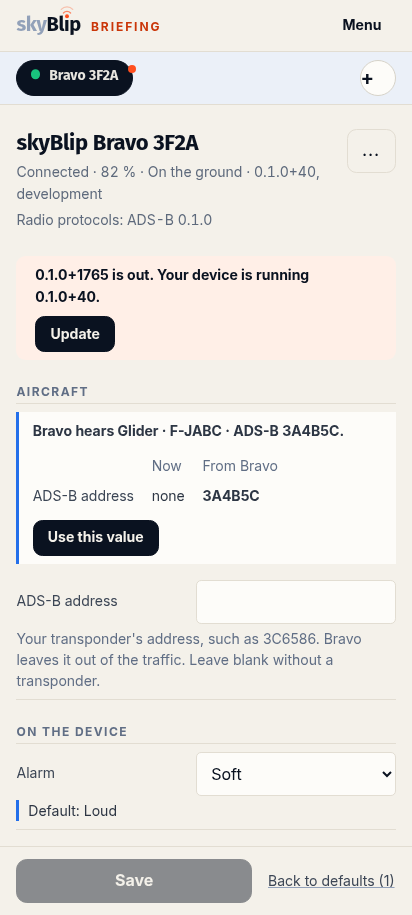 skyBlip BRIEFING
Menu
Bravo 3F2A
+
skyBlip Bravo 3F2A
...
Connected · 82 % · On the ground · 0.1.0+40,
development
Radio protocols: ADS-B 0.1.0
0.1.0+1765 is out. Your device is running
0.1.0+40.
Update
AIRCRAFT
Bravo hears Glider · F-JABC · ADS-B 3A4B5C.
Now From Bravo
ADS-B address none 3A4B5C
Use this value
ADS-B address
Your transponder's address, such as 3C6586. Bravo
leaves it out of the traffic. Leave blank without a
transponder.
ON THE DEVICE
Alarm Soft
Default: Loud
Save
Back to defaults (1)